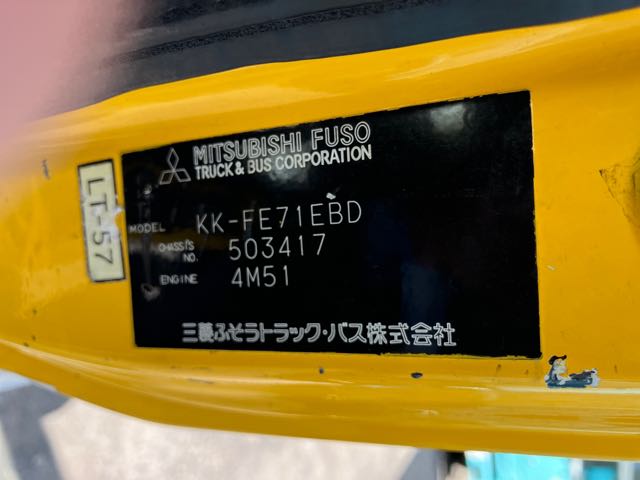 MITSUBISHI FUSO
TRUCK & BUS CORPORATION
MODEL KK-FE71EBD
CHASSIS NO. 503417
ENGINE 4M51
三菱ふそうトラック・バス株式会社
LT-57